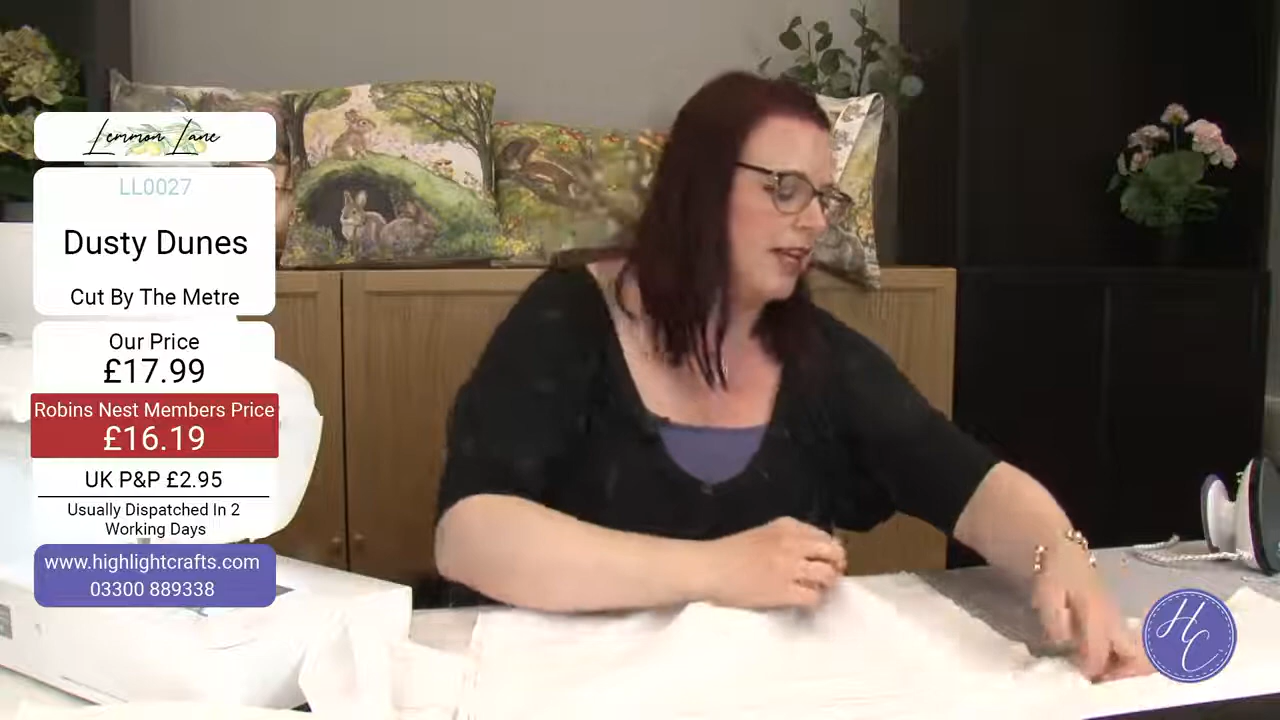 Lemmon Lane
LL0027
Dusty Dunes
Cut By The Metre
Our Price
£17.99
Robins Nest Members Price
£16.19
UK P&P £2.95
Usually Dispatched In 2
Working Days
www.highlightcrafts.com
03300 889338
HC